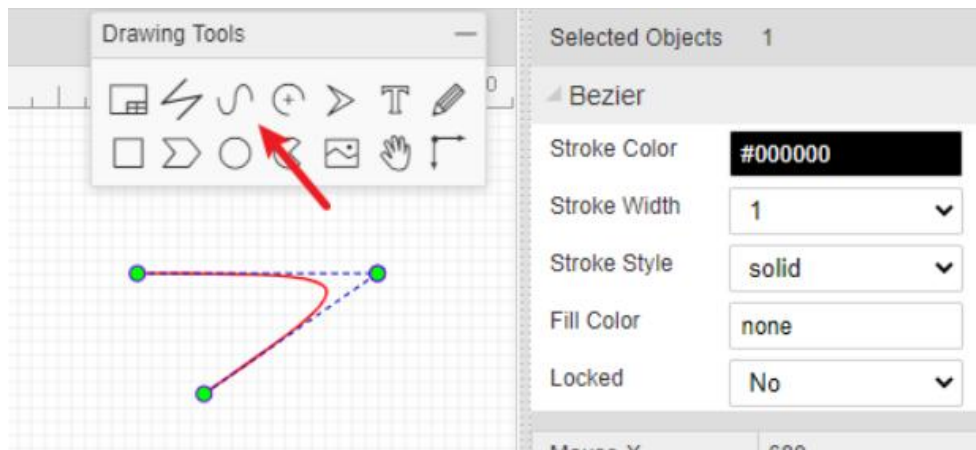 Drawing Tools
0
T
Selected Objects 1
Bezier
Stroke Color #000000
Stroke Width 1
Stroke Style solid
Fill Color none
Locked No